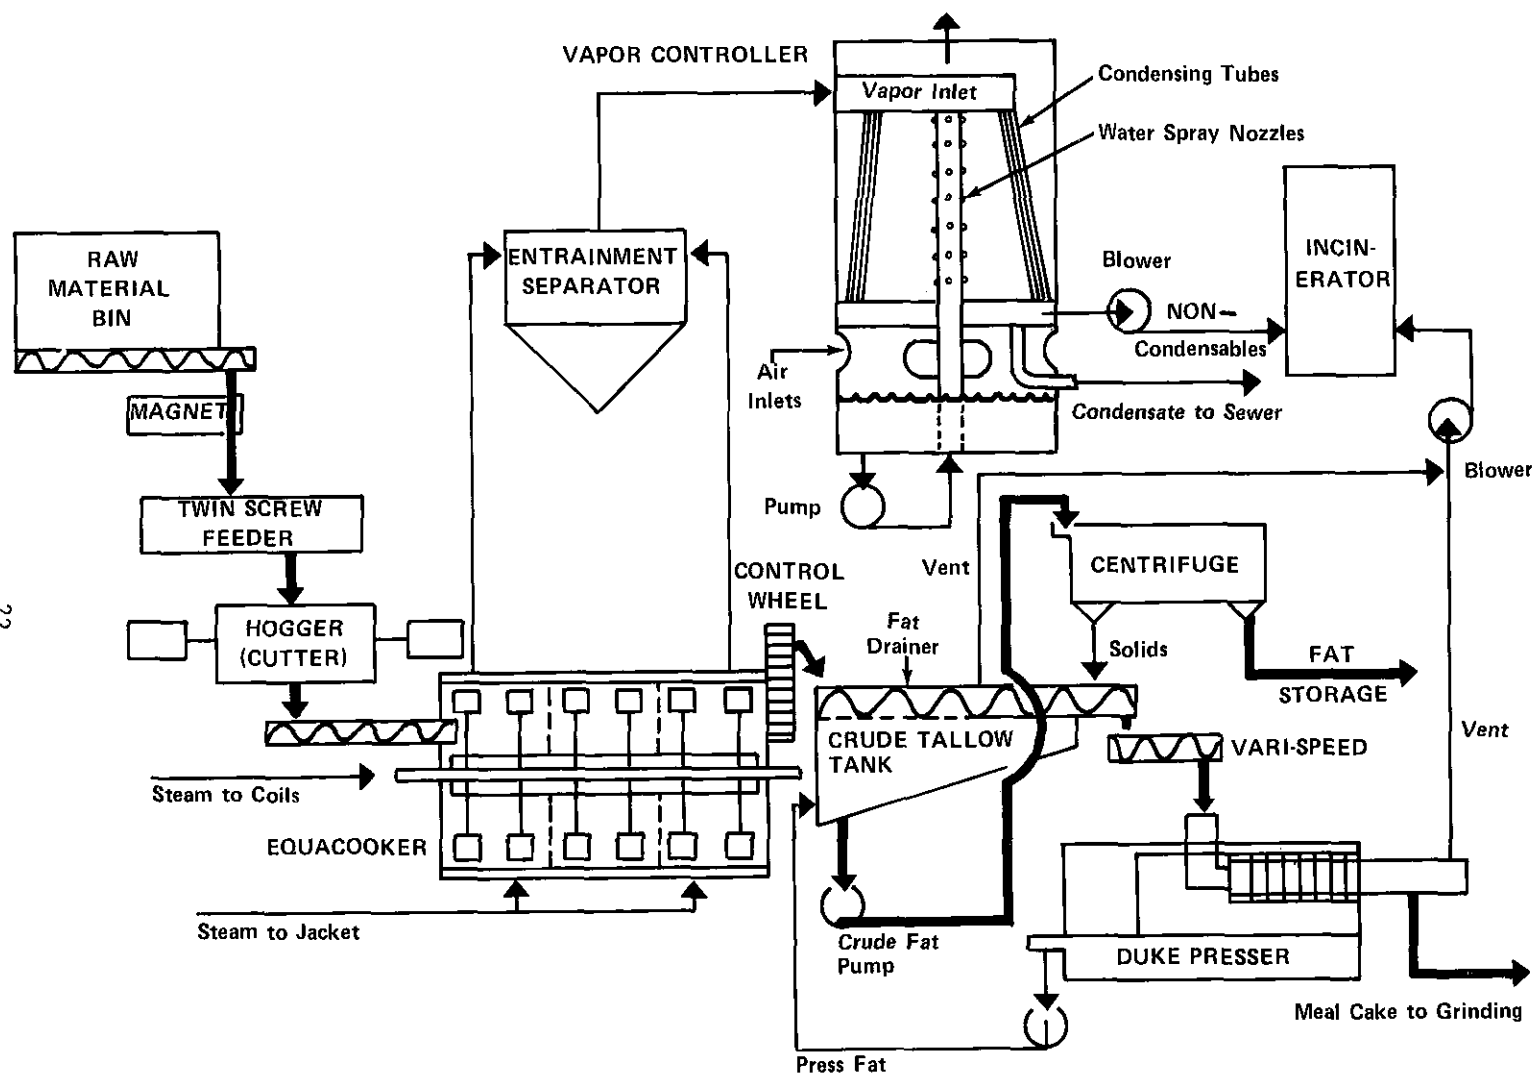 VAPOR CONTROLLER
Vapor Inlet
Condensing Tubes
Water Spray Nozzles
RAW
MATERIAL
BIN
ENTRAINMENT
SEPARATOR
Blower
NON-
Condensables
INCIN-
ERATOR
Air
Inlets
Condensate to Sewer
MAGNET
Blower
Pump
TWIN SCREW
FEEDER
Vent
CENTRIFUGE
CONTROL
WHEEL
22
HOGGER
(CUTTER)
Fat
Drainer
Solids
FAT
STORAGE
CRUDE TALLOW
TANK
VARI-SPEED
Vent
Steam to Coils
EQUACOOKER
Steam to Jacket
Crude Fat
Pump
DUKE PRESSER
Meal Cake to Grinding
Press Fat